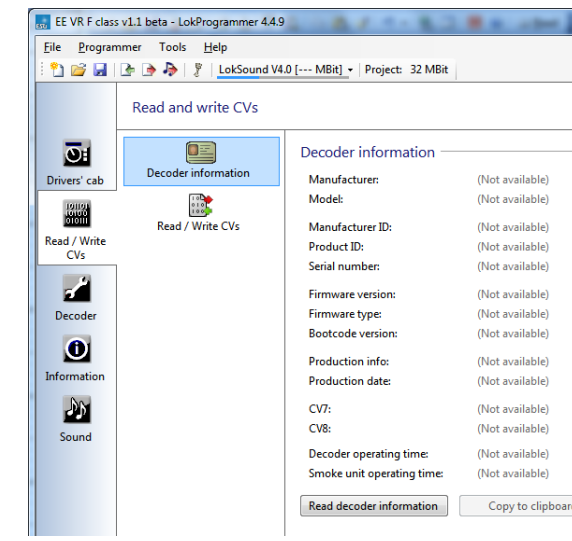 EE VR F class v1.1 beta - LokProgrammer 4.4.9
File Programmer Tools Help
LokSound V4.0 [--- MBit] Project: 32 MBit
Read and write CVs
Drivers' cab
Read / Write
CVs
Decoder
Information
Sound
Decoder information
Read / Write CVs
Decoder information
Manufacturer: (Not available)
Model: (Not available)
Manufacturer ID: (Not available)
Product ID: (Not available)
Serial number: (Not available)
Firmware version: (Not available)
Firmware type: (Not available)
Bootcode version: (Not available)
Production info: (Not available)
Production date: (Not available)
CV7: (Not available)
CV8: (Not available)
Decoder operating time: (Not available)
Smoke unit operating time: (Not available)
Read decoder information Copy to clipboar